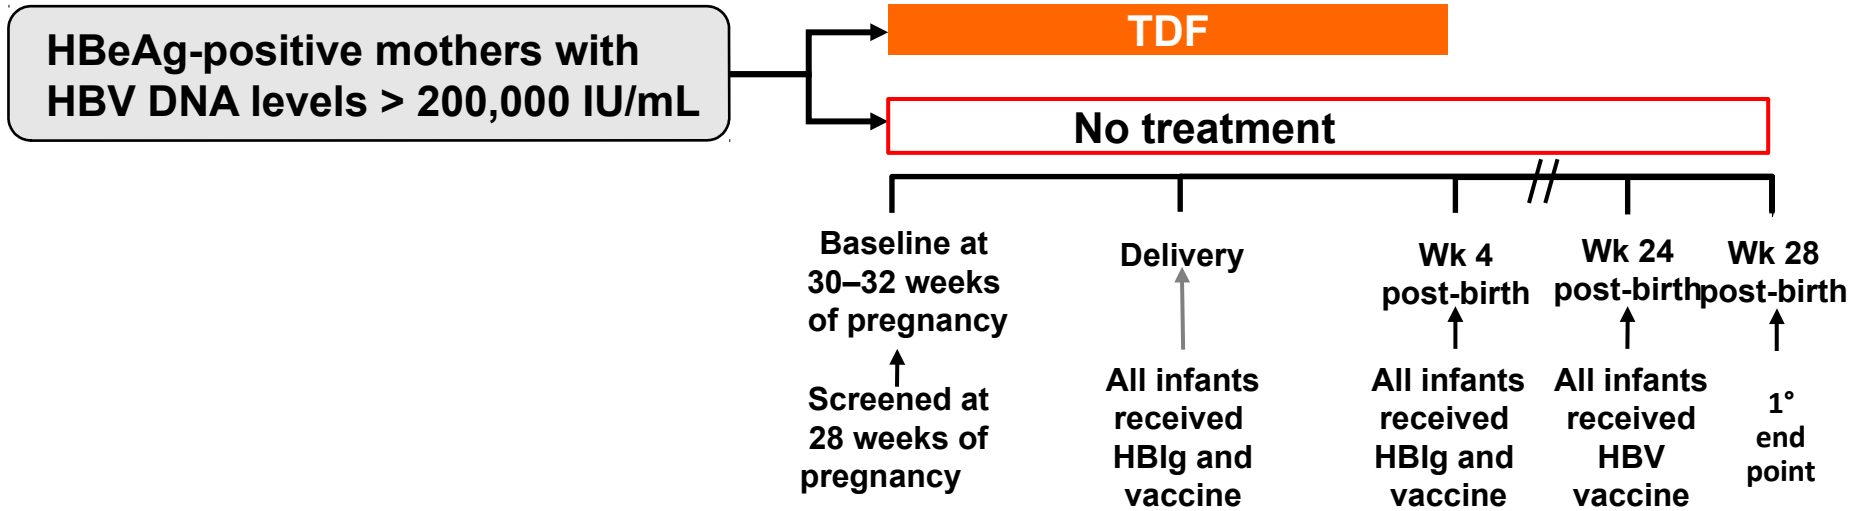 HBeAg-positive mothers with
HBV DNA levels > 200,000 IU/mL
TDF
No treatment
Baseline at
30–32 weeks
of pregnancy
Delivery
Wk 4
post-birth
Wk 24
post-birth
Wk 28
post-birth
Screened at
28 weeks of
pregnancy
All infants
received
HBIg and
vaccine
All infants
received
HBIg and
vaccine
All infants
received
HBV
vaccine
1°
end
point